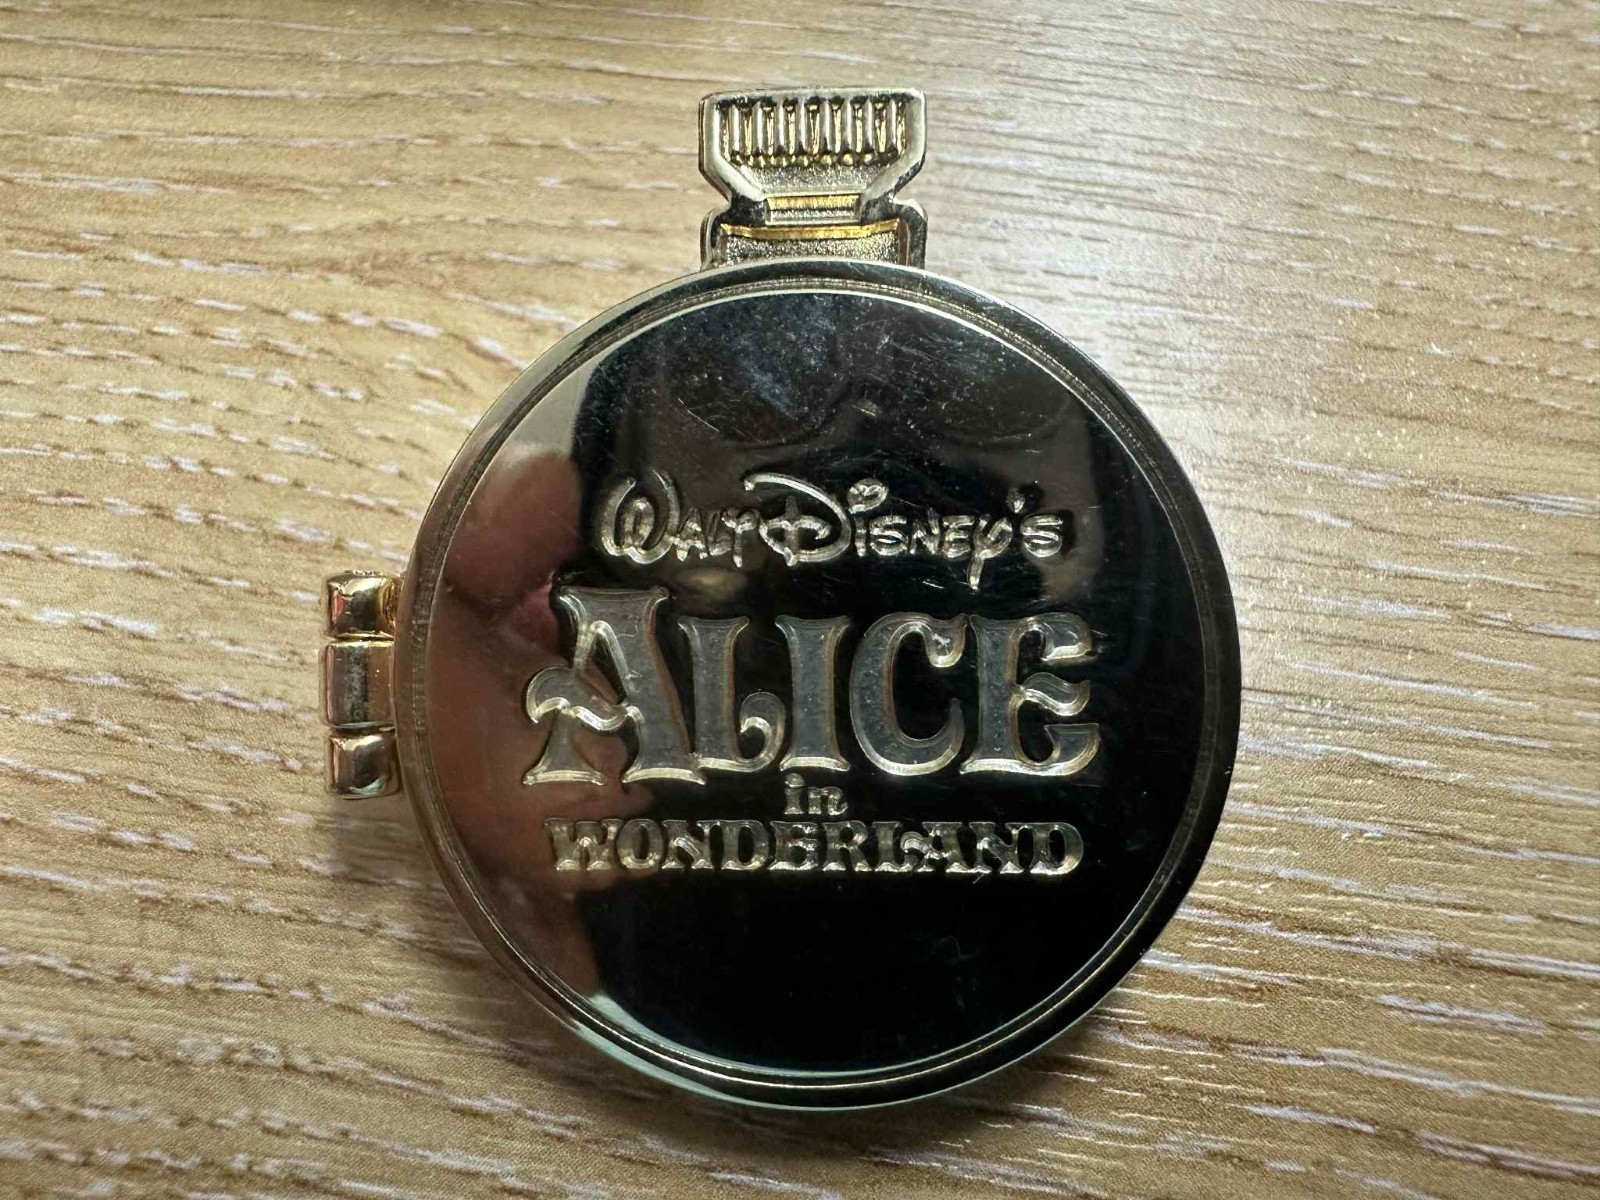 Walt Disney's
ALICE
in
WONDERLAND